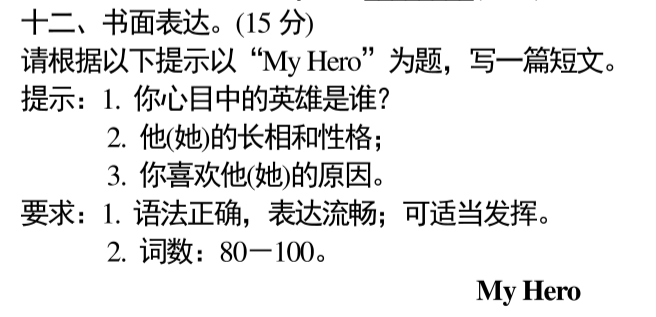 十二、书面表达。(15 分)
请根据以下提示以“My Hero”为题，写一篇短文。
提示：1. 你心目中的英雄是谁？
2. 他(她)的长相和性格；
3. 你喜欢他(她)的原因。
要求：1. 语法正确，表达流畅；可适当发挥。
2. 词数：80－100。
My Hero